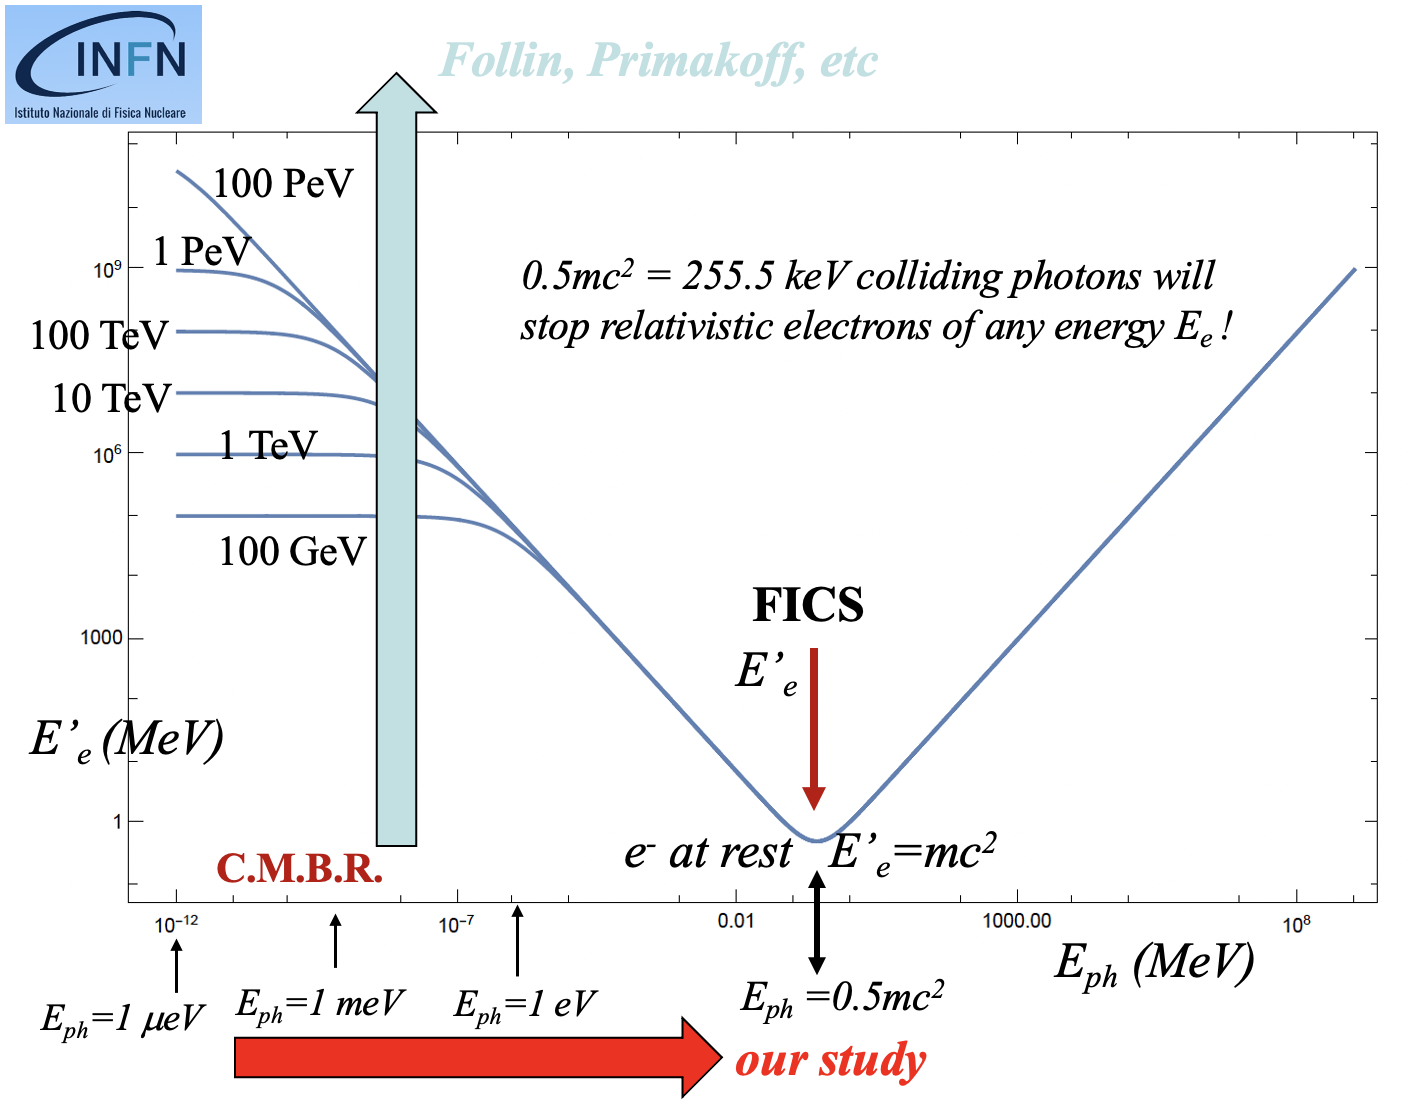 INFN
Istituto Nazionale di Fisica Nucleare
Follin, Primakoff, etc
100 PeV
1 PeV
10⁹
100 TeV
10 TeV
10⁶
1 TeV
100 GeV
0.5mc² = 255.5 keV colliding photons will
stop relativistic electrons of any energy Eₑ!
FICS
E'ₑ
1000
E'ₑ (MeV)
1
e⁻ at rest E'ₑ=mc²
C.M.B.R.
10⁻¹² 10⁻⁷ 0.01 1000.00 10⁸
Eₚₕ (MeV)
Eₚₕ=1 μeV
Eₚₕ=1 meV
Eₚₕ=1 eV
Eₚₕ =0.5mc²
our study